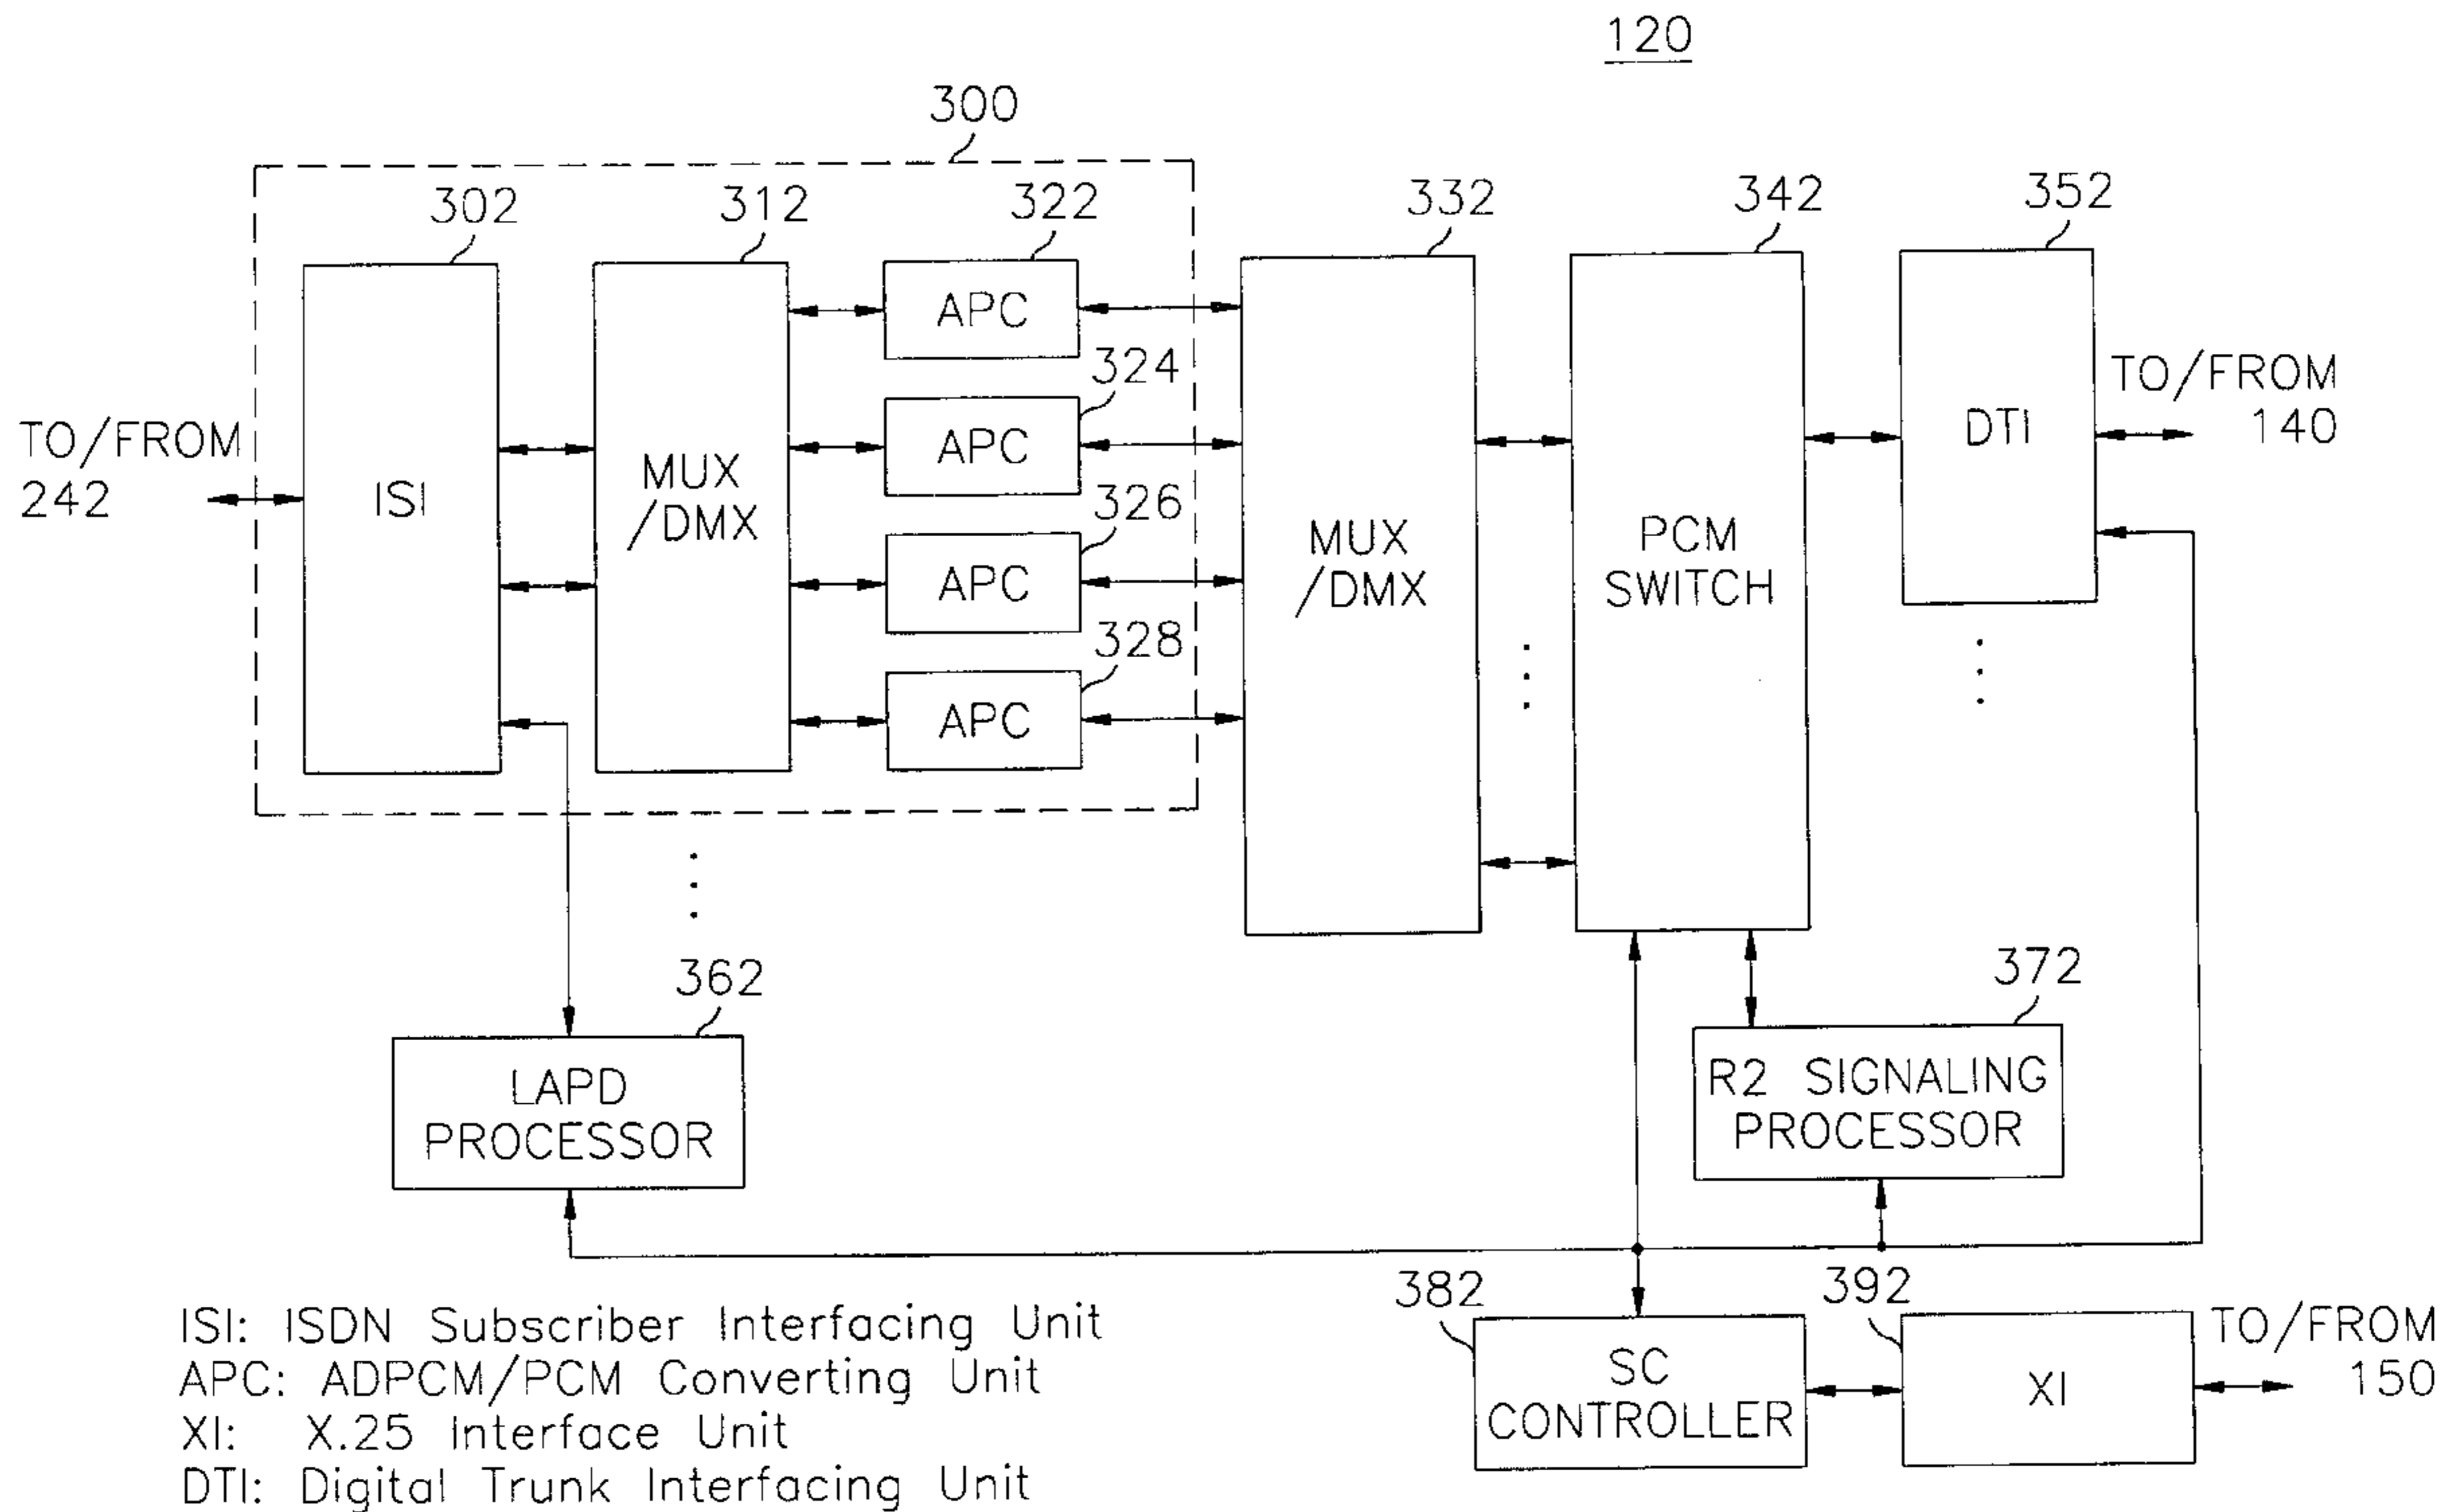 120
300
302
312
322
332
342
352
APC
324
TO/FROM
242
ISI
MUX
/DMX
APC
326
APC
328
APC
MUX
/DMX
PCM
SWITCH
DTI
TO/FROM
140
362
LAPD
PROCESSOR
372
R2 SIGNALING
PROCESSOR
382
SC
CONTROLLER
392
XI
TO/FROM
150
ISI: ISDN Subscriber Interfacing Unit
APC: ADPCM/PCM Converting Unit
XI: X.25 Interface Unit
DTI: Digital Trunk Interfacing Unit